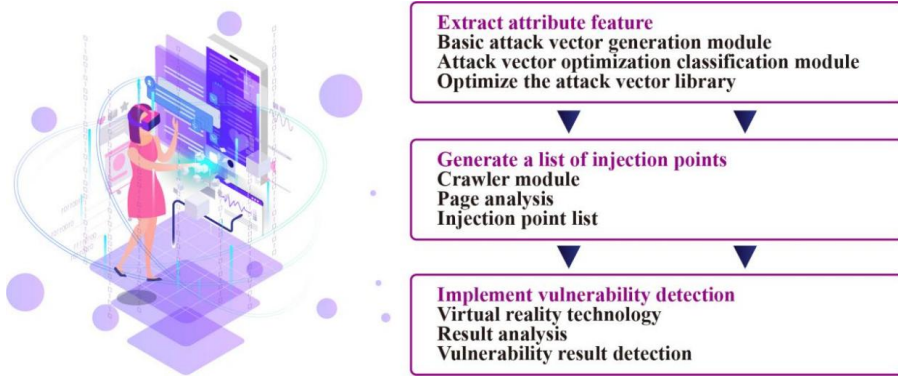 Extract attribute feature
Basic attack vector generation module
Attack vector optimization classification module
Optimize the attack vector library
Generate a list of injection points
Crawler module
Page analysis
Injection point list
Implement vulnerability detection
Virtual reality technology
Result analysis
Vulnerability result detection